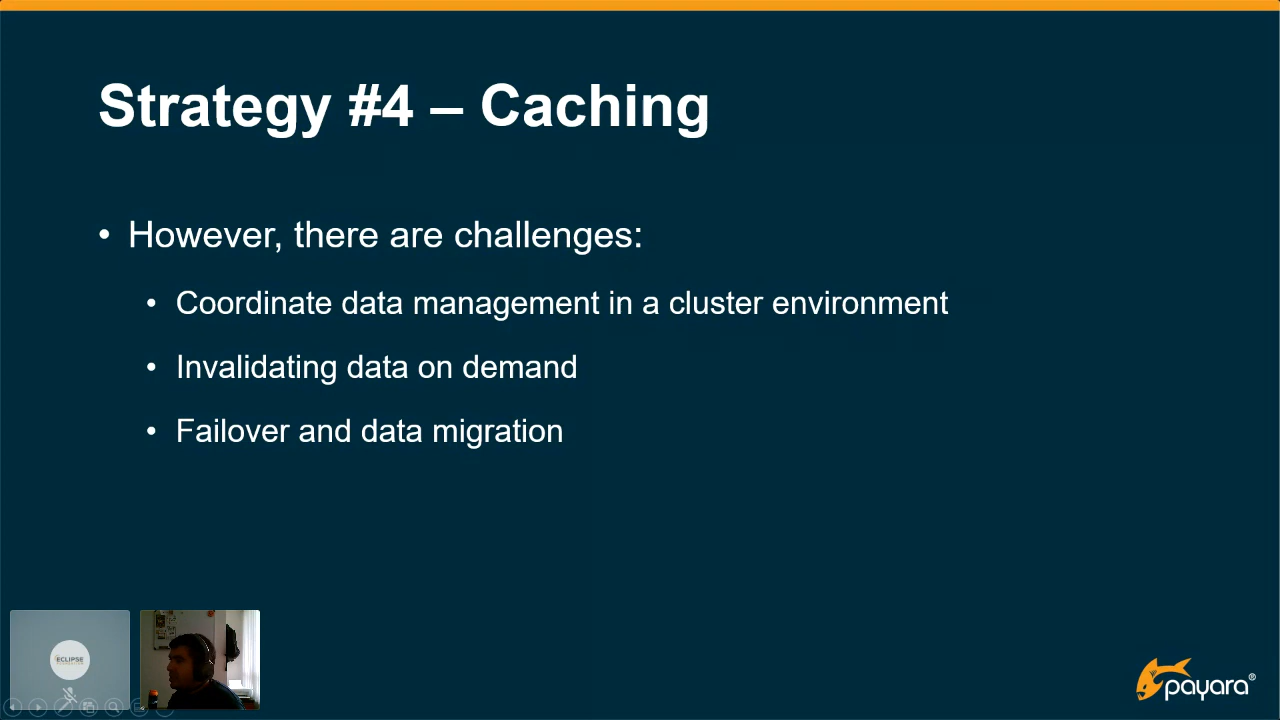 Strategy #4 – Caching
• However, there are challenges:
• Coordinate data management in a cluster environment
• Invalidating data on demand
• Failover and data migration
ECLIPSE
payara®